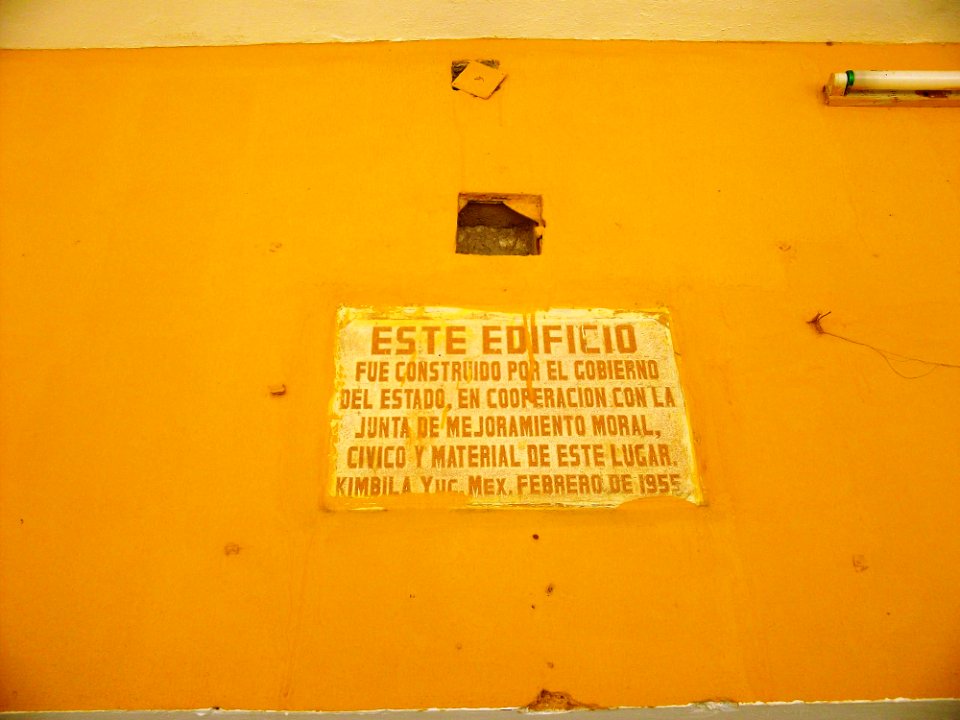 ESTE EDIFICIO
FUE CONSTRUIDO POR EL GOBIERNO
DEL ESTADO, EN COOPERACION CON LA
JUNTA DE MEJORAMIENTO MORAL,
CIVICO Y MATERIAL DE ESTE LUGAR.
KIMBILA YUC. MEX. FEBRERO DE 1955